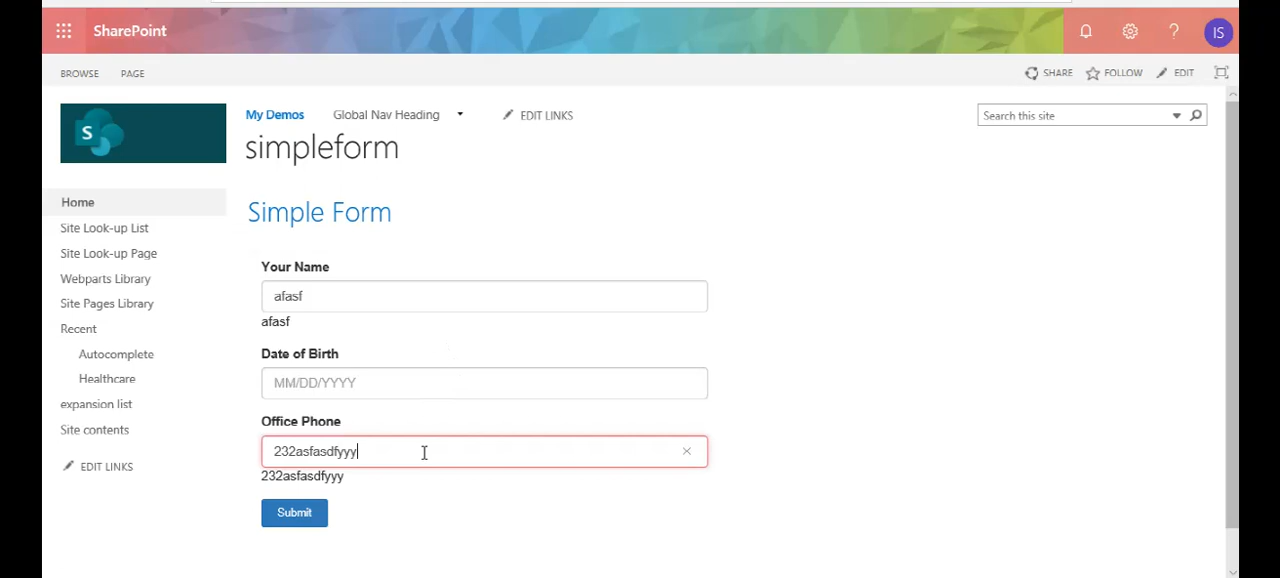 SharePoint
?
IS
BROWSE PAGE
SHARE FOLLOW EDIT
S
My Demos Global Nav Heading EDIT LINKS
Search this site
simpleform
Home
Site Look-up List
Site Look-up Page
Webparts Library
Site Pages Library
Recent
Autocomplete
Healthcare
expansion list
Site contents
EDIT LINKS
Simple Form
Your Name
afasf
afasf
Date of Birth
MM/DD/YYYY
Office Phone
232asfasdfyyy
232asfasdfyyy
Submit